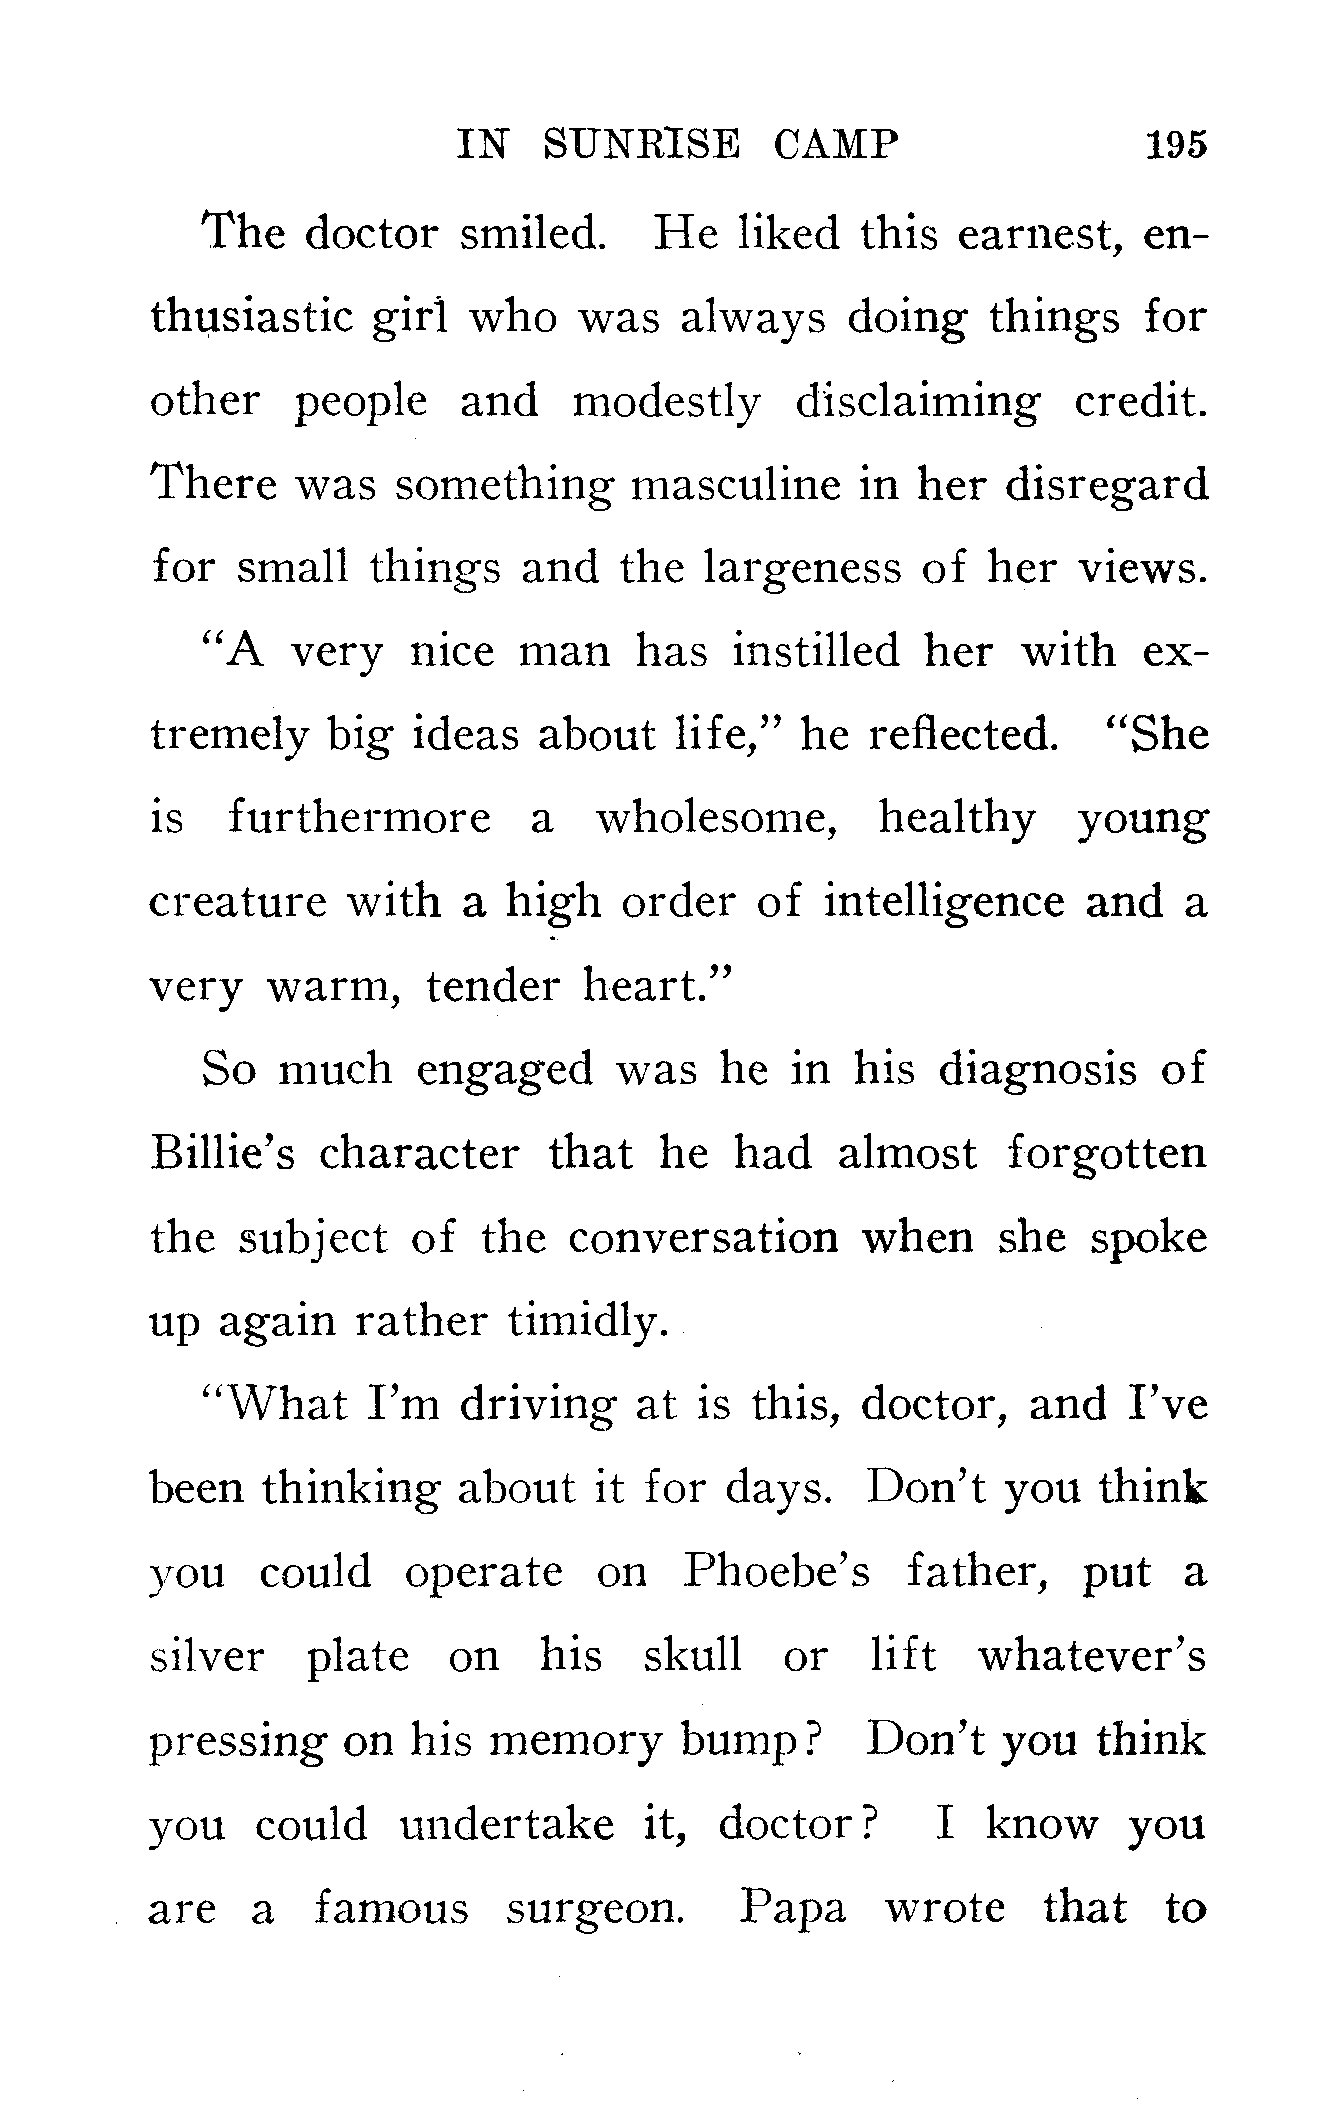 IN SUNRISE CAMP 195
The doctor smiled. He liked this earnest, en-
thusiastic girl who was always doing things for
other people and modestly disclaiming credit.
There was something masculine in her disregard
for small things and the largeness of her views.
“A very nice man has instilled her with ex-
tremely big ideas about life,” he reflected. “She
is furthermore a wholesome, healthy young
creature with a high order of intelligence and a
very warm, tender heart.”
So much engaged was he in his diagnosis of
Billie’s character that he had almost forgotten
the subject of the conversation when she spoke
up again rather timidly.
“What I’m driving at is this, doctor, and I’ve
been thinking about it for days. Don’t you think
you could operate on Phoebe’s father, put a
silver plate on his skull or lift whatever’s
pressing on his memory bump? Don’t you think
you could undertake it, doctor? I know you
are a famous surgeon. Papa wrote that to